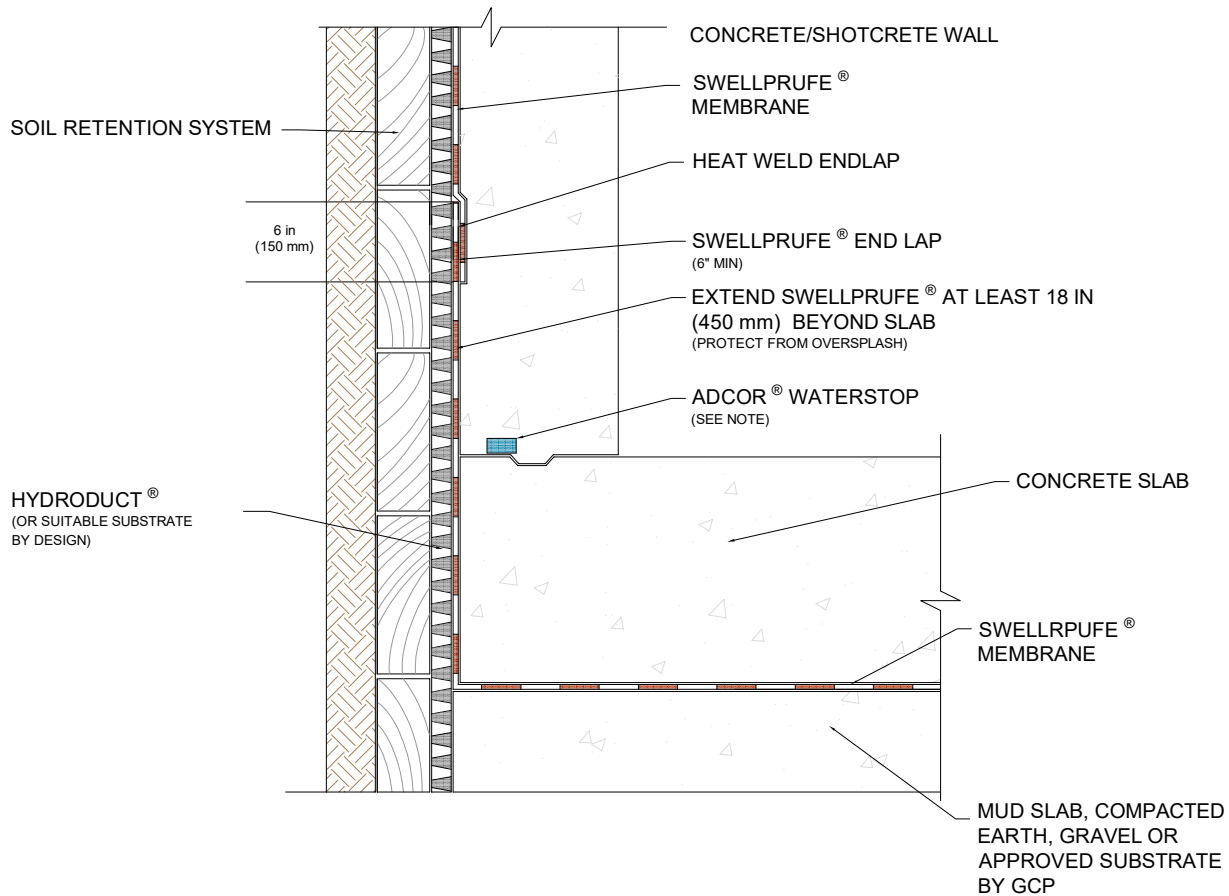 CONCRETE/SHOTCRETE WALL
SWELLPRUFE ®
MEMBRANE
SOIL RETENTION SYSTEM
HEAT WELD ENDLAP
6 in
(150 mm)
SWELLPRUFE ® END LAP
(6" MIN)
EXTEND SWELLPRUFE ® AT LEAST 18 IN
(450 mm) BEYOND SLAB
(PROTECT FROM OVERSPLASH)
ADCOR ® WATERSTOP
(SEE NOTE)
CONCRETE SLAB
HYDRODUCT ®
(OR SUITABLE SUBSTRATE
BY DESIGN)
SWELLRPUFE ®
MEMBRANE
MUD SLAB, COMPACTED
EARTH, GRAVEL OR
APPROVED SUBSTRATE
BY GCP